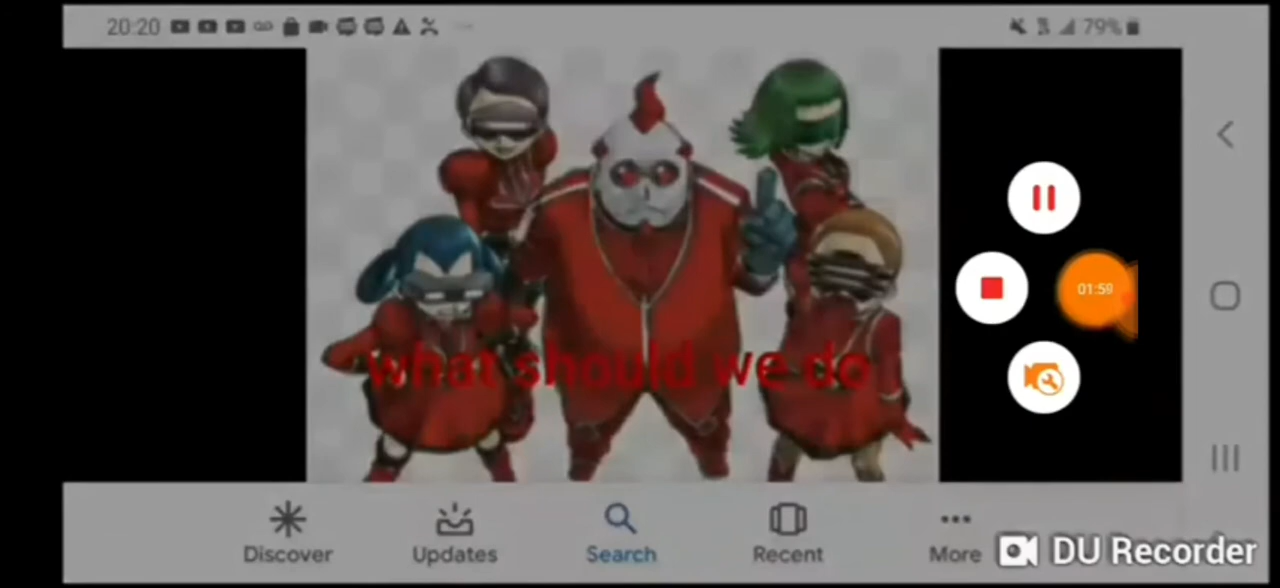 20:20
79%
01:59
what should we do
Discover
Updates
Search
Recent
More
DU Recorder